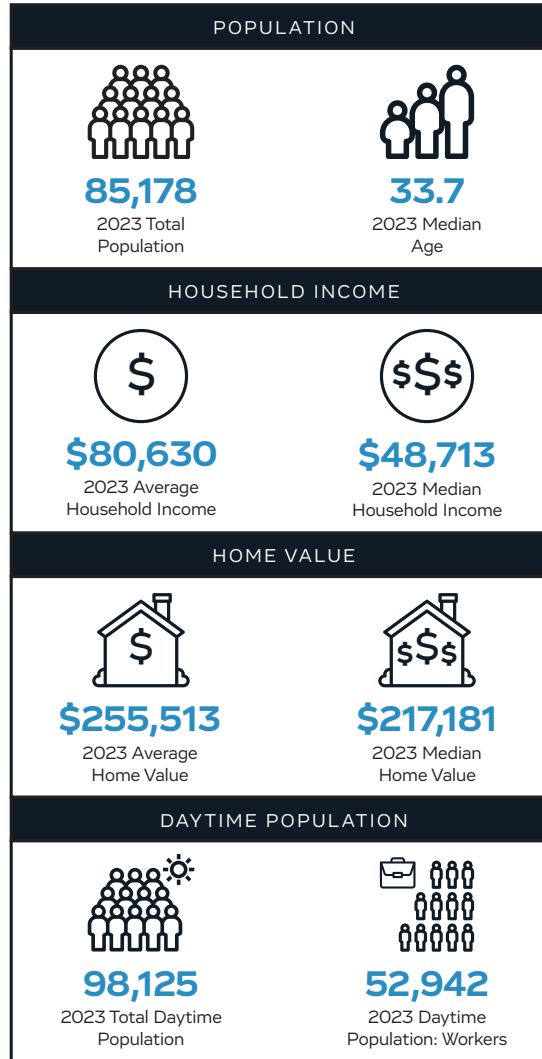 POPULATION
85,178
2023 Total
Population
33.7
2023 Median
Age
HOUSEHOLD INCOME
$
$80,630
2023 Average
Household Income
$$$
$48,713
2023 Median
Household Income
HOME VALUE
$
$255,513
2023 Average
Home Value
$$$
$217,181
2023 Median
Home Value
DAYTIME POPULATION
98,125
2023 Total Daytime
Population
52,942
2023 Daytime
Population: Workers